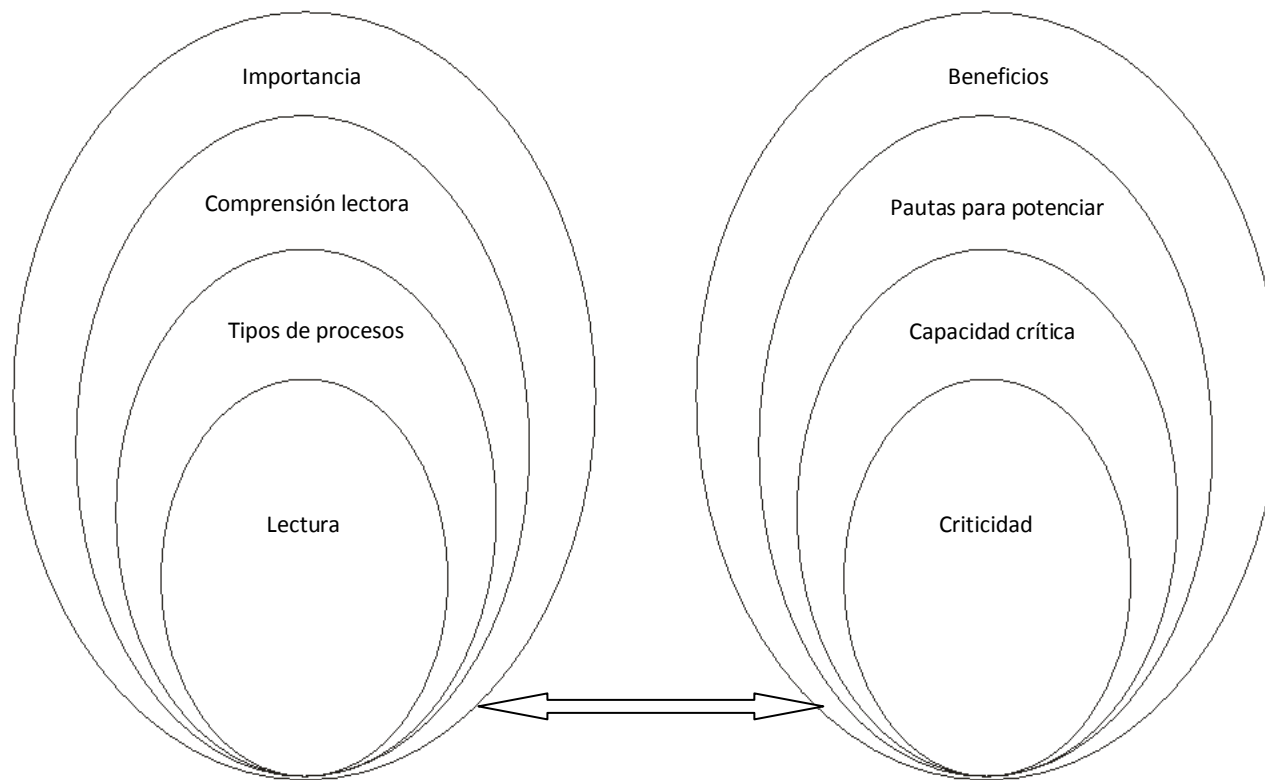 Importancia
Comprensión lectora
Tipos de procesos
Lectura
Beneficios
Pautas para potenciar
Capacidad crítica
Criticidad